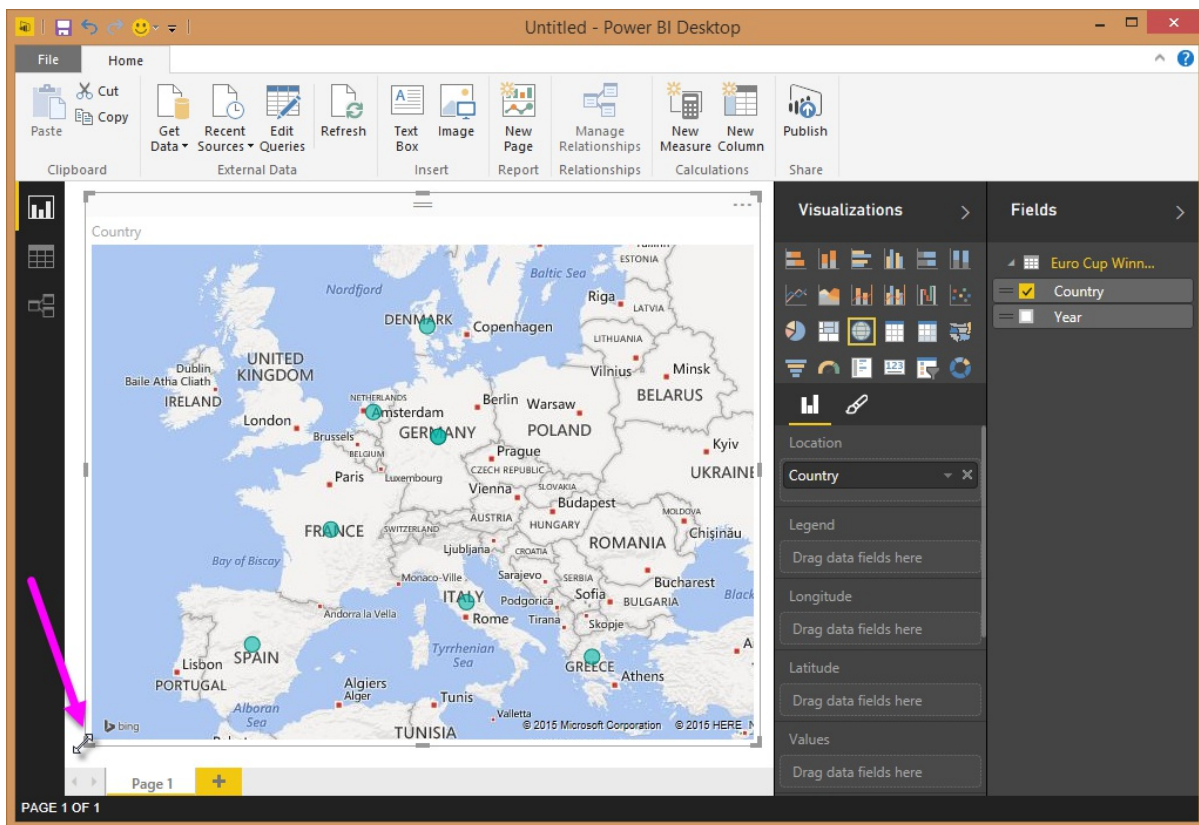 Untitled - Power BI Desktop
File Home
Paste
Cut
Copy
Clipboard
Get Data
Recent Sources
Edit Queries
Refresh
External Data
Text Box
Image
Insert
New Page
Report
Manage Relationships
Relationships
New Measure
New Column
Calculations
Publish
Share
Country
ESTONIA
Baltic Sea
Nordfjord
Riga
LATVIA
DENMARK
Copenhagen
LITHUANIA
UNITED KINGDOM
Dublin
Baile Atha Cliath
IRELAND
Vilnius
Minsk
BELARUS
NETHERLANDS
Amsterdam
Berlin
Warsaw
London
Brussels
GERMANY
POLAND
BELGIUM
Prague
Kyiv
Paris
Luxembourg
CZECH REPUBLIC
UKRAINE
Vienna
SLOVAKIA
Budapest
MOLDOVA
AUSTRIA
HUNGARY
FRANCE
SWITZERLAND
Chișinău
ROMANIA
Ljubljana
CROATIA
Bay of Biscay
Monaco-Ville
Sarajevo
SERBIA
Bucharest
ITALY
Podgorica
Sofia
BULGARIA
Black
Andorra la Vella
Rome
Tirana
Skopje
SPAIN
Tyrrhenian Sea
Lisbon
GREECE
Athens
PORTUGAL
Algiers
Alger
Tunis
Alboran Sea
Valletta
TUNISIA
bing
© 2015 Microsoft Corporation © 2015 HERE
Page 1 +
PAGE 1 OF 1
Visualizations
123
Location
Country
Legend
Drag data fields here
Longitude
Drag data fields here
Latitude
Drag data fields here
Values
Drag data fields here
Fields
Euro Cup Winn...
Country
Year